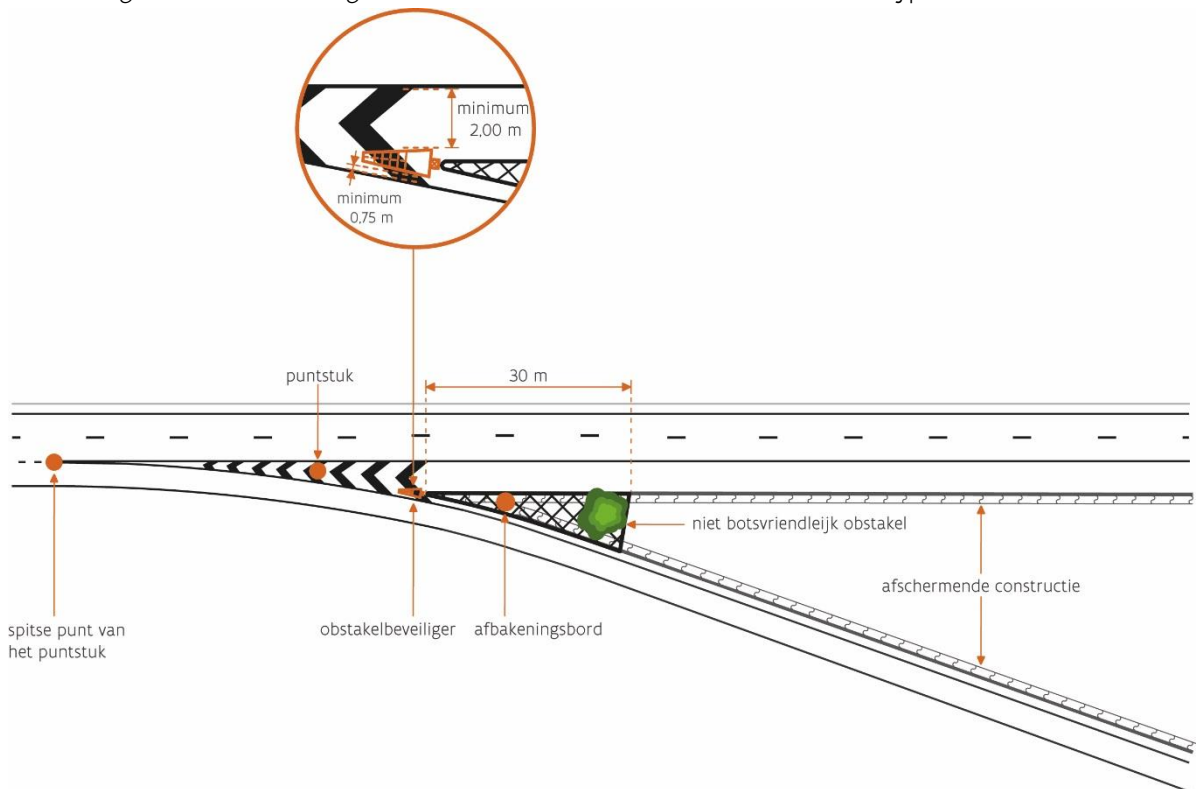 minimum
2,00 m
minimum
0,75 m
puntstuk
30 m
niet botsvriendleijk obstakel
afschermende constructie
spitse punt van
het puntstuk
obstakelbeveiliger
afbakeningsbord